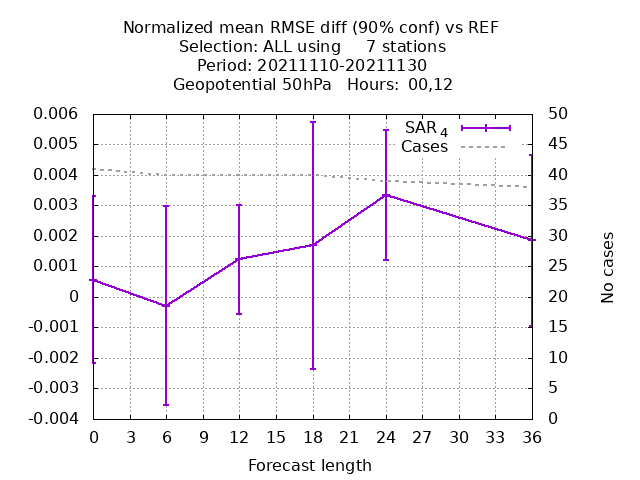 Normalized mean RMSE diff (90% conf) vs REF
Selection: ALL using     7 stations
Period: 20211110-20211130
Geopotential 50hPa   Hours:  00,12
0.006
0.005
0.004
0.003
0.002
0.001
0
-0.001
-0.002
-0.003
-0.004
SAR 4
Cases
50
45
40
35
30
25
20
15
10
5
0
No cases
0 3 6 9 12 15 18 21 24 27 30 33 36
Forecast length